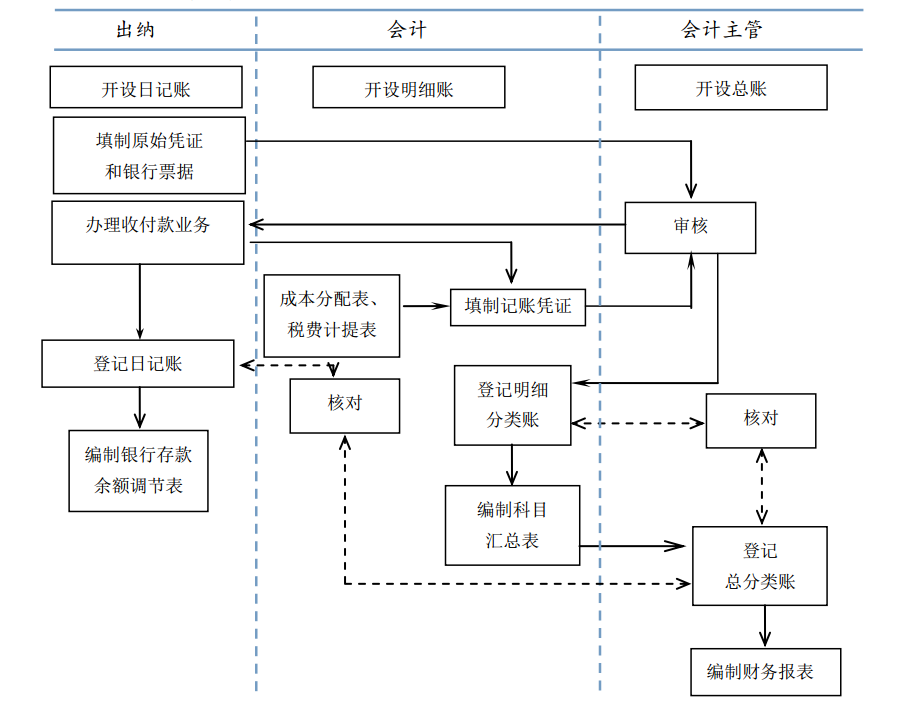 出纳
会计
会计主管
开设日记账
开设明细账
开设总账
填制原始凭证
和银行票据
办理收付款业务
审核
成本分配表、
税费计提表
填制记账凭证
登记日记账
核对
登记明细
分类账
核对
编制银行存款
余额调节表
编制科目
汇总表
登记
总分类账
编制财务报表